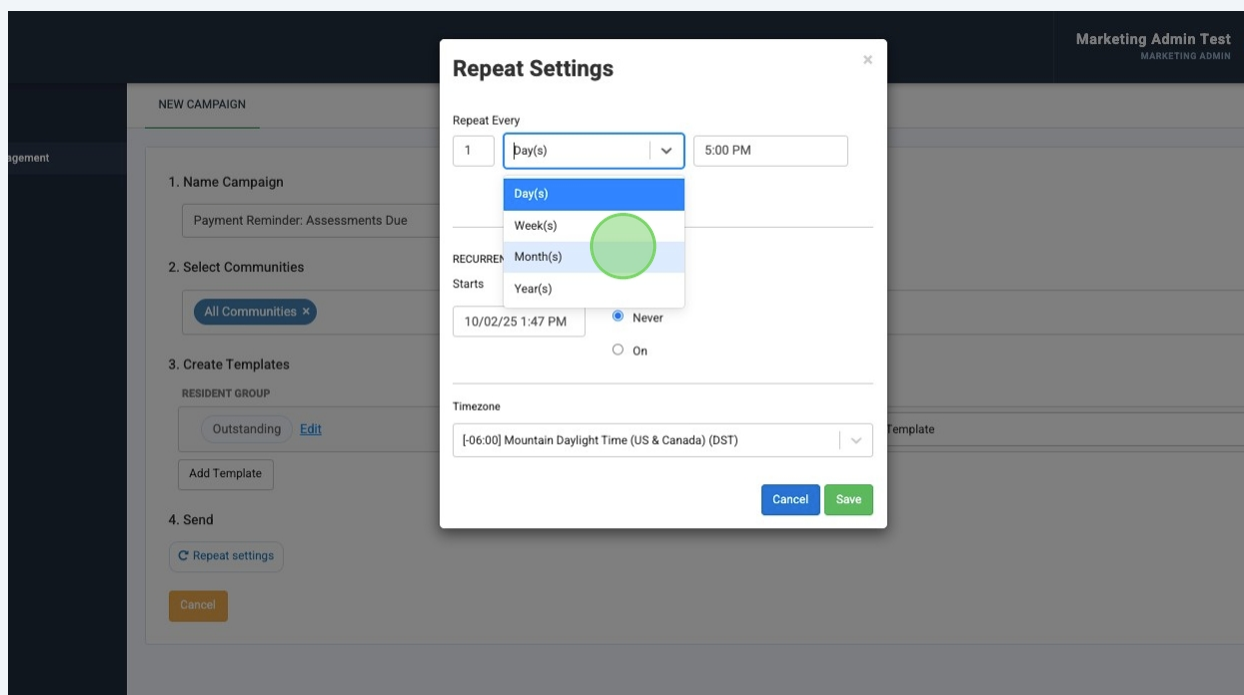 Marketing Admin Test
MARKETING ADMIN
NEW CAMPAIGN
agement
1. Name Campaign
Payment Reminder: Assessments Due
2. Select Communities
All Communities ×
3. Create Templates
RESIDENT GROUP
Outstanding Edit
Template
Add Template
4. Send
Repeat settings
Cancel
Repeat Settings
×
Repeat Every
1 Day(s) 5:00 PM
Day(s)
Week(s)
Month(s)
Year(s)
RECURREN
Starts
10/02/25 1:47 PM
Never
On
Timezone
[-06:00] Mountain Daylight Time (US & Canada) (DST)
Cancel Save